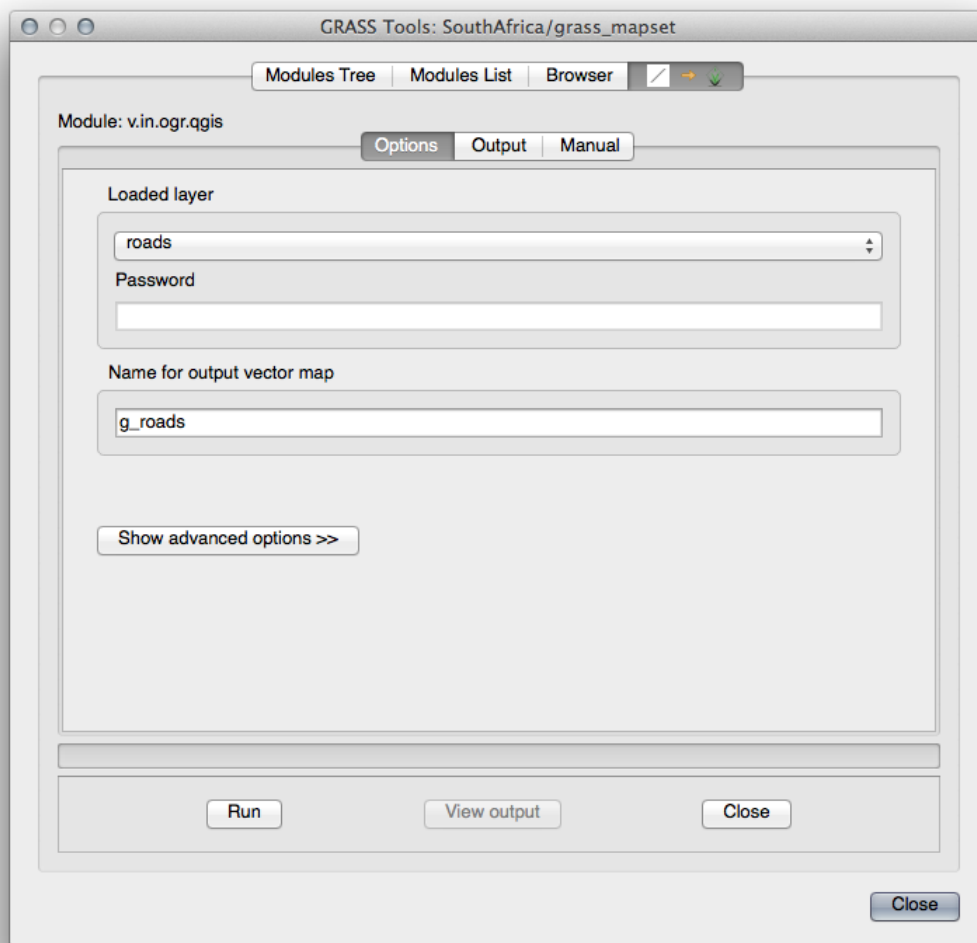 GRASS Tools: SouthAfrica/grass_mapset
Modules Tree Modules List Browser
Module: v.in.ogr.qgis
Options Output Manual
Loaded layer
roads
Password
Name for output vector map
g_roads
Show advanced options >>
Run View output Close
Close